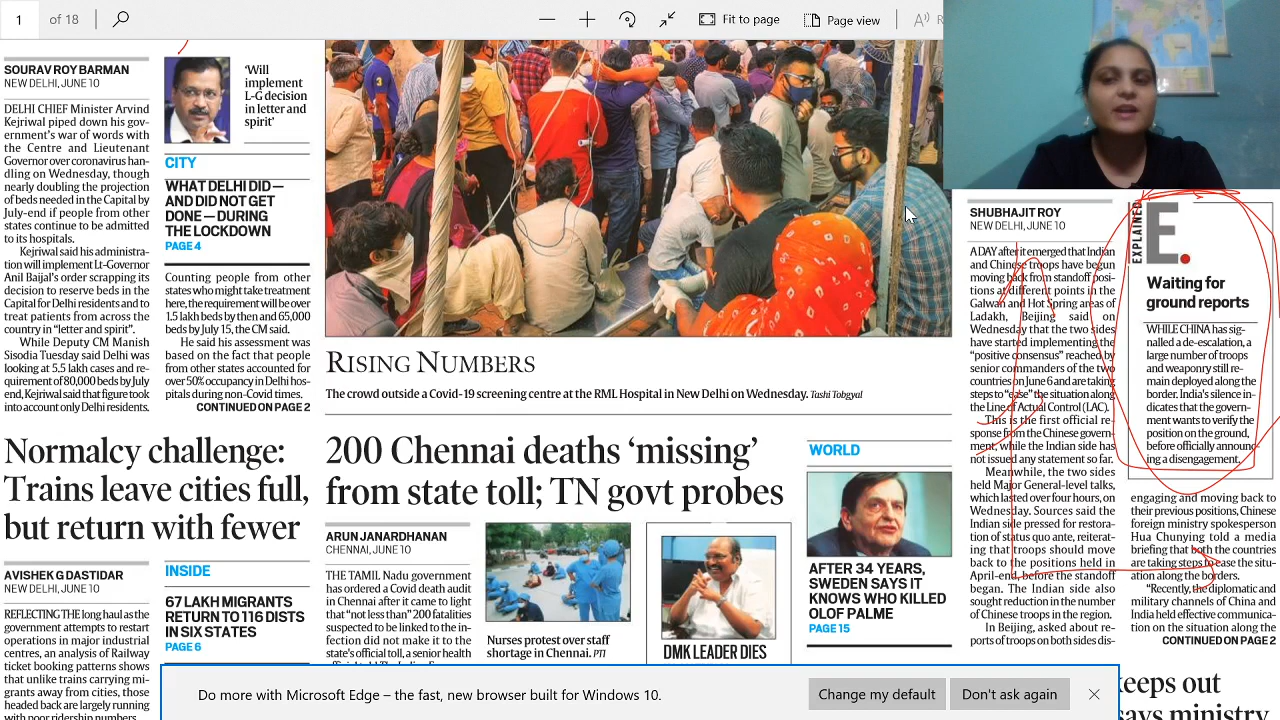 1 of 18
Fit to page
Page view
SOURAV ROY BARMAN
NEW DELHI, JUNE 10
DELHI CHIEF Minister Arvind
Kejriwal piped down his gov-
ernment's war of words with
the Centre and Lieutenant
Governor over coronavirus han-
dling on Wednesday, though
nearly doubling the projection
of beds needed in the Capital by
July-end if people from other
states continue to be admitted
to its hospitals.
Kejriwal said his administra-
tion will implement Lt-Governor
Anil Baijal's order scrapping its
decision to reserve beds in the
Capital for Delhi residents and to
treat patients from across the
country in “letter and spirit”.
While Deputy CM Manish
Sisodia Tuesday said Delhi was
looking at 5.5 lakh cases and re-
quirement of 80,000 beds by July
end, Kejriwal said that figure took
into account only Delhi residents.
‘Will
implement
L-G decision
in letter and
spirit’
CITY
WHAT DELHI DID —
AND DID NOT GET
DONE — DURING
THE LOCKDOWN
PAGE 4
Counting people from other
states who might take treatment
here, the requirement will be over
1.5 lakh beds by then and 65,000
beds by July 15, the CM said.
He said his assessment was
based on the fact that people
from other states accounted for
over 50% occupancy in Delhi hos-
pitals during non-Covid times.
CONTINUED ON PAGE 2
RISING NUMBERS
The crowd outside a Covid-19 screening centre at the RML Hospital in New Delhi on Wednesday. Tashi Tobgyal
SHUBHAJIT ROY
NEW DELHI, JUNE 10
A DAY after it emerged that Indian
and Chinese troops have begun
moving back from standoff posi-
tions at different points in the
Galwan and Hot Spring areas of
Ladakh, Beijing said on
Wednesday that the two sides
have started implementing the
“positive consensus” reached by
senior commanders of the two
countries on June 6 and are taking
steps to “ease” the situation along
the Line of Actual Control (LAC).
This is the first official re-
sponse from the Chinese govern-
ment, while the Indian side has
not issued any statement so far.
Meanwhile, the two sides
held Major General-level talks,
which lasted over four hours, on
Wednesday. Sources said the
Indian side pressed for restora-
tion of status quo ante, reiterat-
ing that troops should move
back to the positions held in
April-end, before the standoff
began. The Indian side also
sought reduction in the number
of Chinese troops in the region.
In Beijing, asked about re-
ports of troops on both sides dis-
EXPLAINED
E.
Waiting for
ground reports
WHILE CHINA has sig-
nalled a de-escalation, a
large number of troops
and weaponry still re-
main deployed along the
border. India's silence in-
dicates that the govern-
ment wants to verify the
position on the ground,
before officially announc-
ing a disengagement.
engaging and moving back to
their previous positions, Chinese
foreign ministry spokesperson
Hua Chunying told a media
briefing that both the countries
are taking steps to ease the situ-
ation along the borders.
“Recently, the diplomatic and
military channels of China and
India held effective communica-
tion on the situation along the
CONTINUED ON PAGE 2
Normalcy challenge:
Trains leave cities full,
but return with fewer
AVISHEK G DASTIDAR
NEW DELHI, JUNE 10
REFLECTING THE long haul as the
government attempts to restart
operations in major industrial
centres, an analysis of Railway
ticket booking patterns shows
that unlike trains carrying mi-
grants away from cities, those
headed back are largely running
with poor ridership numbers.
INSIDE
67 LAKH MIGRANTS
RETURN TO 116 DISTS
IN SIX STATES
PAGE 6
200 Chennai deaths ‘missing’
from state toll; TN govt probes
ARUN JANARDHANAN
CHENNAI, JUNE 10
THE TAMIL Nadu government
has ordered a Covid death audit
in Chennai after it came to light
that “not less than” 200 fatalities
suspected to be linked to the in-
fection did not make it to the
state's official toll, a senior health
Nurses protest over staff
shortage in Chennai. PTI
DMK LEADER DIES
WORLD
AFTER 34 YEARS,
SWEDEN SAYS IT
KNOWS WHO KILLED
OLOF PALME
PAGE 15
keeps out
says ministry
Do more with Microsoft Edge – the fast, new browser built for Windows 10.
Change my default
Don't ask again